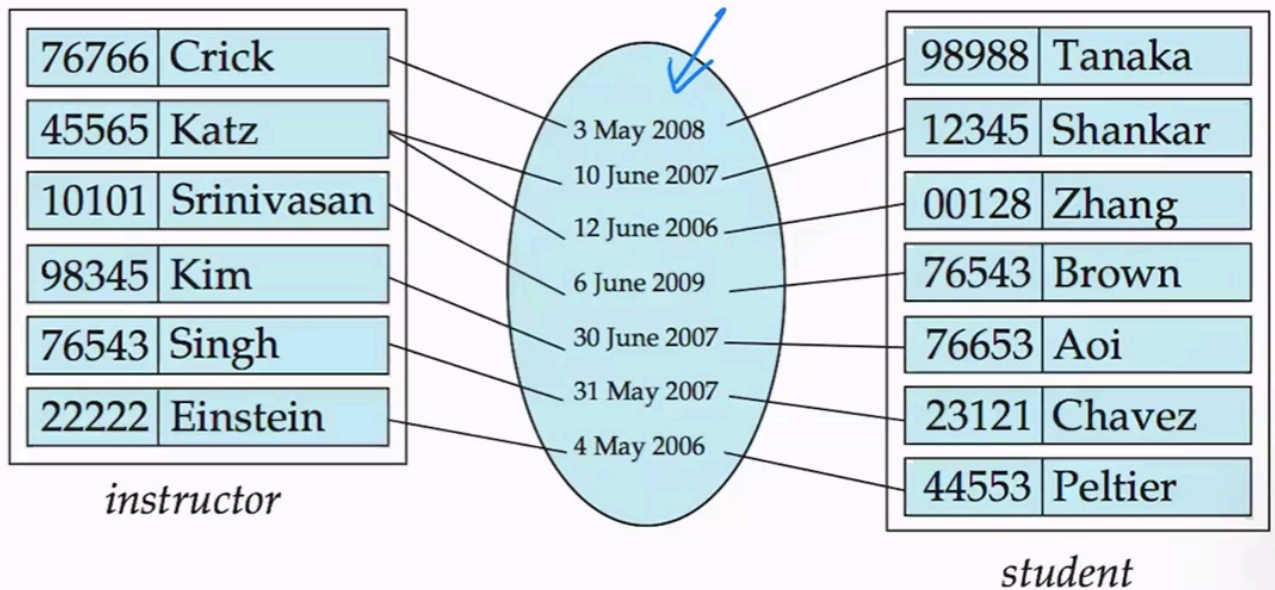 76766 Crick
45565 Katz
10101 Srinivasan
98345 Kim
76543 Singh
22222 Einstein
instructor
3 May 2008
10 June 2007
12 June 2006
6 June 2009
30 June 2007
31 May 2007
4 May 2006
98988 Tanaka
12345 Shankar
00128 Zhang
76543 Brown
76653 Aoi
23121 Chavez
44553 Peltier
student